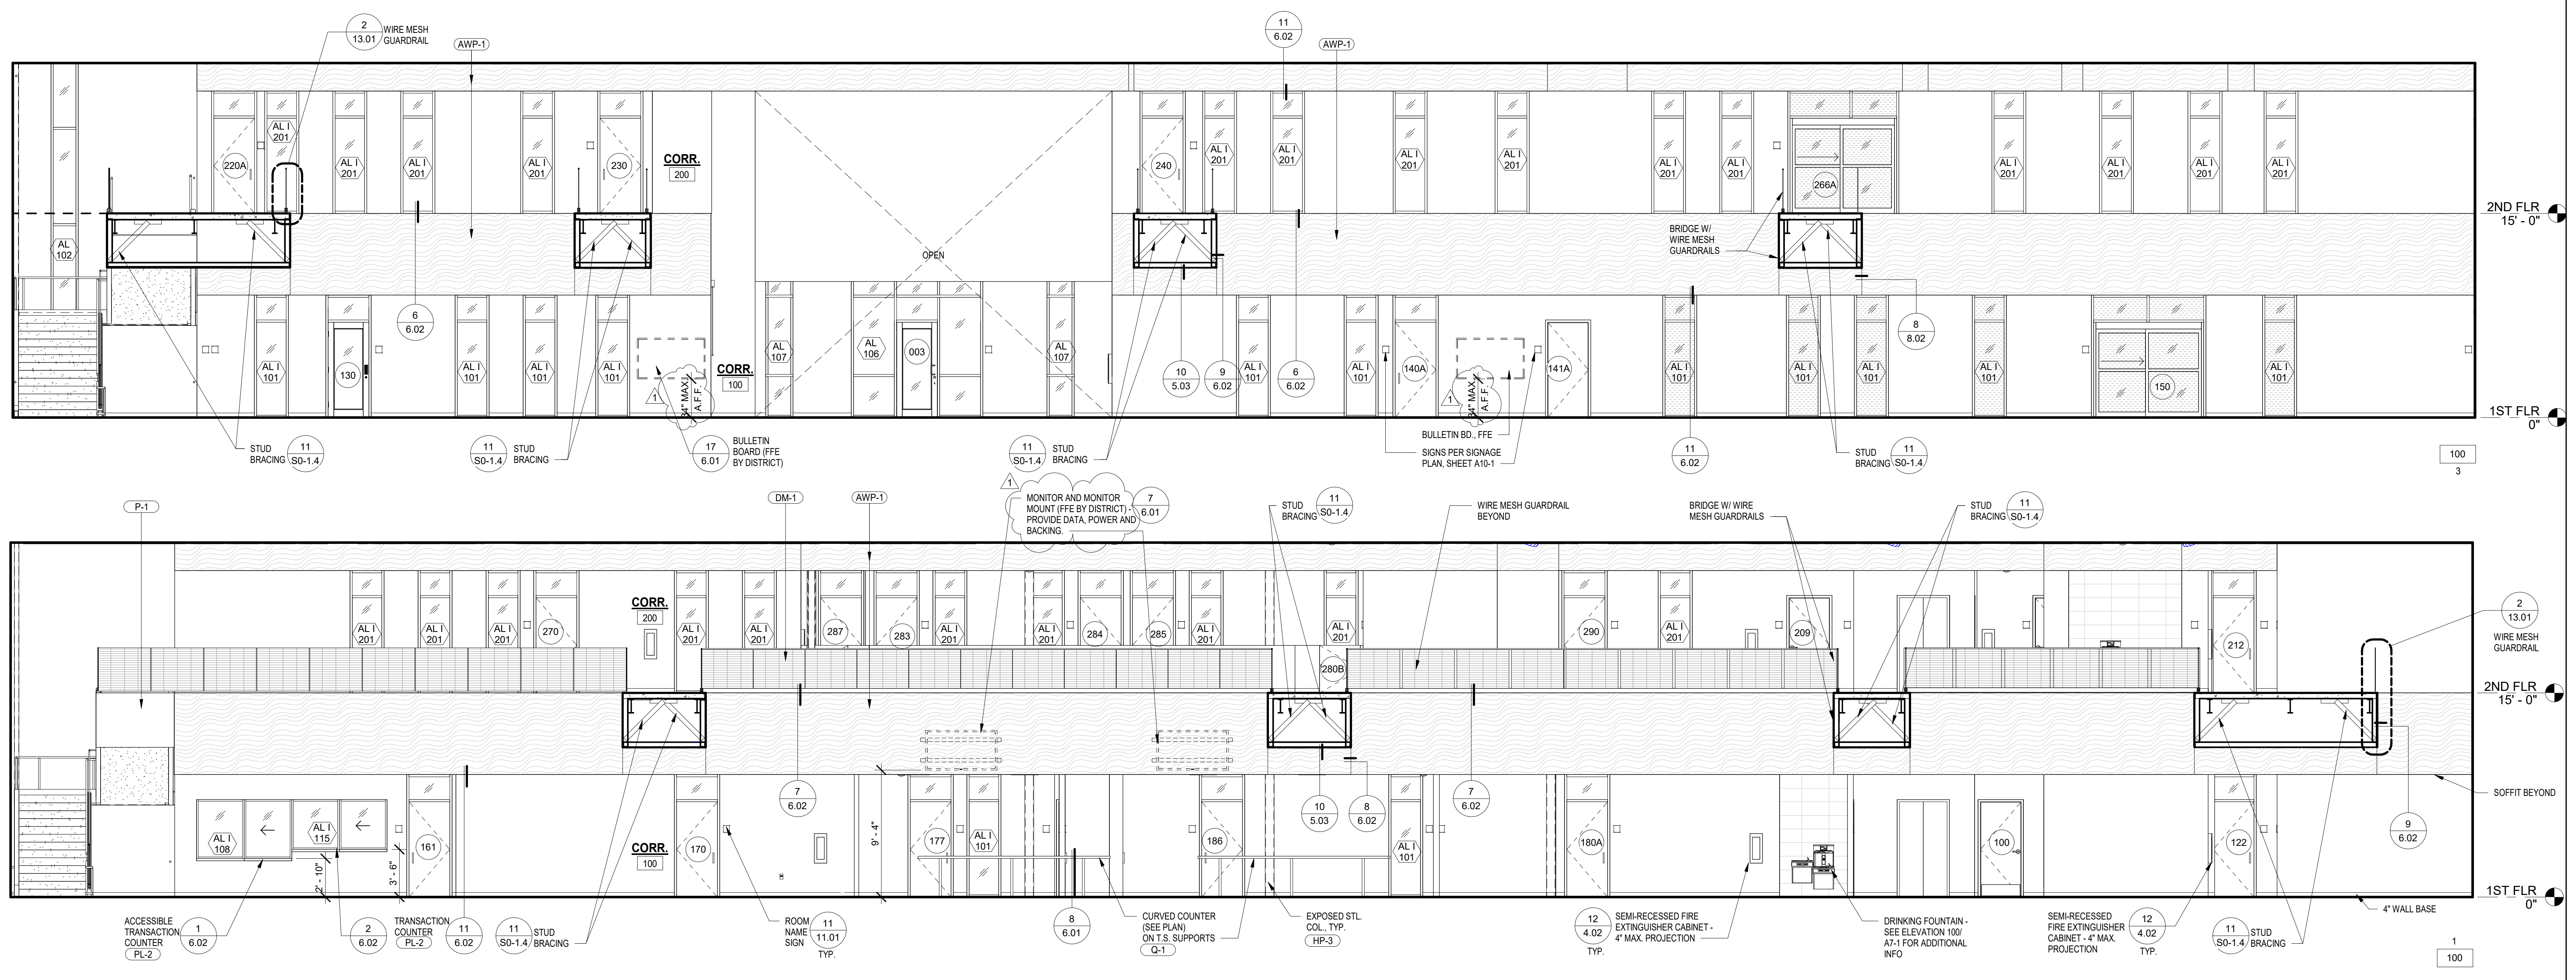 2
13.01
WIRE MESH
GUARDRAIL
AWP-1
11
6.02
AWP-1
AL I
201
220A
AL I
201
AL I
201
AL I
201
230
CORR.
200
240
AL I
201
AL I
201
AL I
201
AL I
201
AL I
201
AL I
201
266A
AL I
201
AL I
201
AL I
201
AL I
201
2ND FLR
15' - 0"
AL
102
BRIDGE W/
WIRE MESH
GUARDRAILS
OPEN
6
6.02
8
8.02
AL I
101
130
AL I
101
AL I
101
AL I
101
CORR.
100
AL
107
AL
106
003
AL
107
10
5.03
9
6.02
AL I
101
6
6.02
AL I
101
140A
141A
AL I
101
AL I
101
AL I
101
AL I
101
150
AL I
101
1
34" MAX.
A.F.F.
1
34" MAX.
A.F.F.
1ST FLR
0"
STUD
BRACING
11
S0-1.4
11
S0-1.4
STUD
BRACING
17
6.01
BULLETIN
BOARD (FFE
BY DISTRICT)
11
S0-1.4
STUD
BRACING
BULLETIN BD., FFE
SIGNS PER SIGNAGE
PLAN, SHEET A10-1
11
6.02
STUD
BRACING
11
S0-1.4
100
3
P-1
DM-1
AWP-1
1
MONITOR AND MONITOR
MOUNT (FFE BY DISTRICT) -
PROVIDE DATA, POWER AND
BACKING.
7
6.01
STUD
BRACING
11
S0-1.4
WIRE MESH GUARDRAIL
BEYOND
BRIDGE W/ WIRE
MESH GUARDRAILS
STUD
BRACING
11
S0-1.4
AL I
201
AL I
201
AL I
201
270
CORR.
200
AL I
201
AL I
201
287
283
AL I
201
AL I
201
284
285
AL I
201
AL I
201
280B
290
AL I
201
209
212
2
13.01
WIRE MESH
GUARDRAIL
2ND FLR
15' - 0"
7
6.02
10
5.03
8
6.02
7
6.02
SOFFIT BEYOND
9
6.02
AL I
108
AL I
115
161
CORR.
100
170
9' - 4"
177
AL I
101
186
AL I
101
180A
100
122
2' - 10"
3' - 6"
1ST FLR
0"
ACCESSIBLE
TRANSACTION
COUNTER
PL-2
1
6.02
2
6.02
TRANSACTION
COUNTER
PL-2
11
6.02
11
S0-1.4
STUD
BRACING
ROOM
NAME
SIGN
11
11.01
TYP.
8
6.01
CURVED COUNTER
(SEE PLAN)
ON T.S. SUPPORTS
Q-1
EXPOSED STL.
COL., TYP.
HP-3
12
4.02
TYP.
SEMI-RECESSED FIRE
EXTINGUISHER CABINET -
4" MAX. PROJECTION
DRINKING FOUNTAIN -
SEE ELEVATION 100/
A7-1 FOR ADDITIONAL
INFO
SEMI-RECESSED
FIRE EXTINGUISHER
CABINET - 4" MAX.
PROJECTION
12
4.02
TYP.
11
S0-1.4
STUD
BRACING
4" WALL BASE
1
100